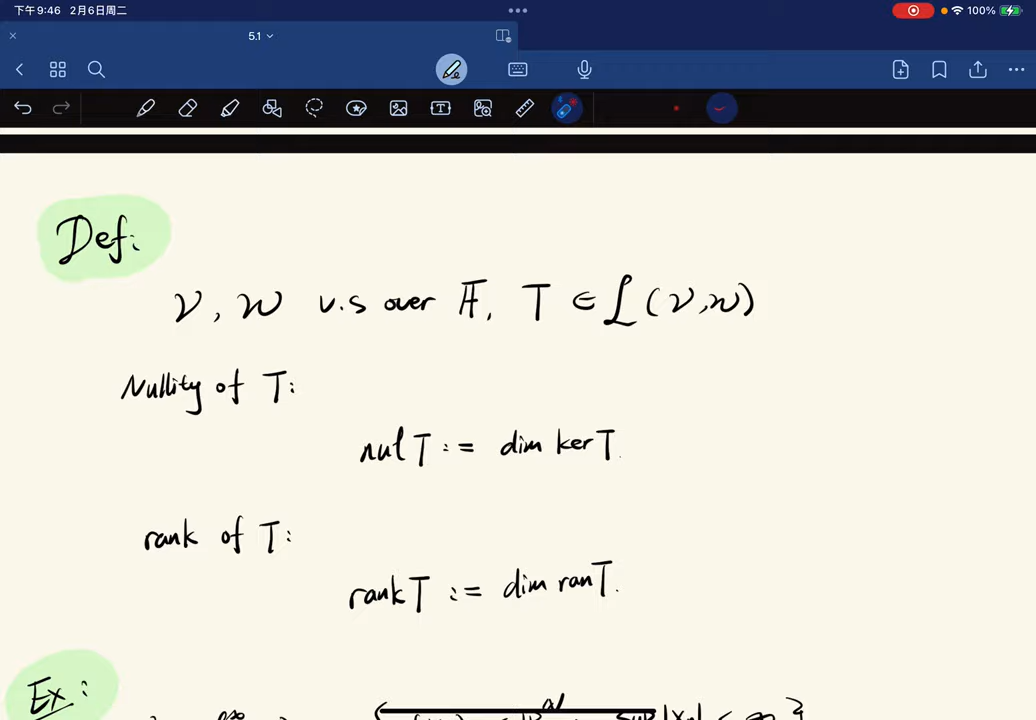 下午9:46 2月6日周二
100%
5.1
Def:
V, W v.s over 𝔽, T ∈ ℒ(V,W)
Nullity of T:
nul T := dim ker T.
rank of T:
rank T := dim ran T.
Ex: